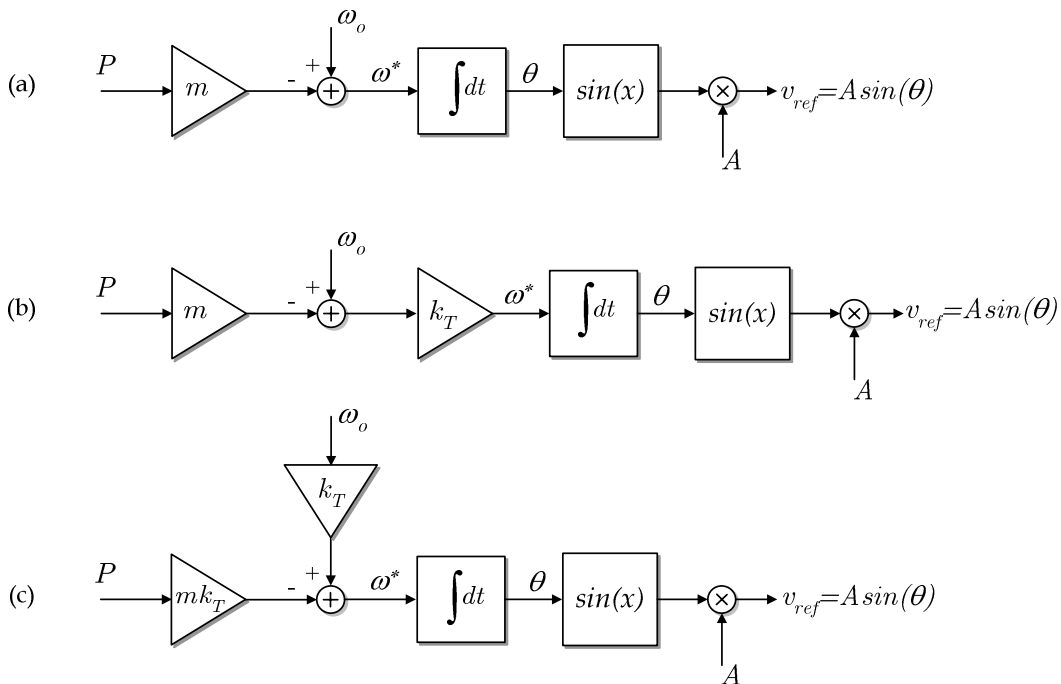 (a)
P
m
-
+
ω_o
ω*
∫dt
θ
sin(x)
×
A
v_ref=Asin(θ)
(b)
P
m
-
+
ω_o
k_T
ω*
∫dt
θ
sin(x)
×
A
v_ref=Asin(θ)
(c)
P
mk_T
-
+
ω_o
k_T
+
ω*
∫dt
θ
sin(x)
×
A
v_ref=Asin(θ)